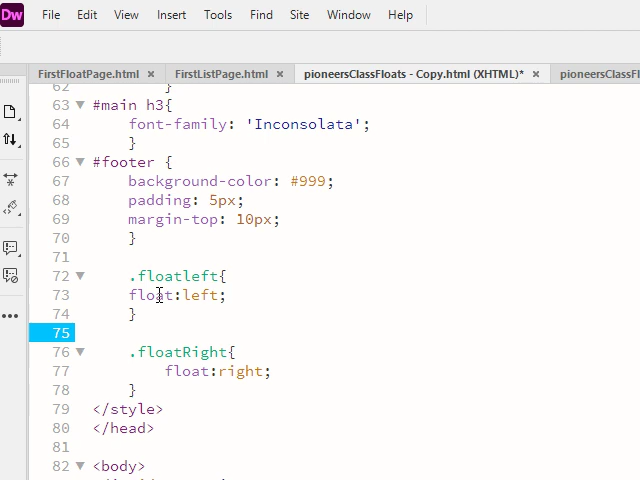 Dw File Edit View Insert Tools Find Site Window Help
FirstFloatPage.html × FirstListPage.html × pioneersClassFloats - Copy.html (XHTML)* × pioneersClassFl
62 }
63 #main h3{
64 font-family: 'Inconsolata';
65 }
66 #footer {
67 background-color: #999;
68 padding: 5px;
69 margin-top: 10px;
70 }
71
72 .floatleft{
73 float:left;
74 }
75
76 .floatRight{
77 float:right;
78 }
79 </style>
80 </head>
81
82 <body>